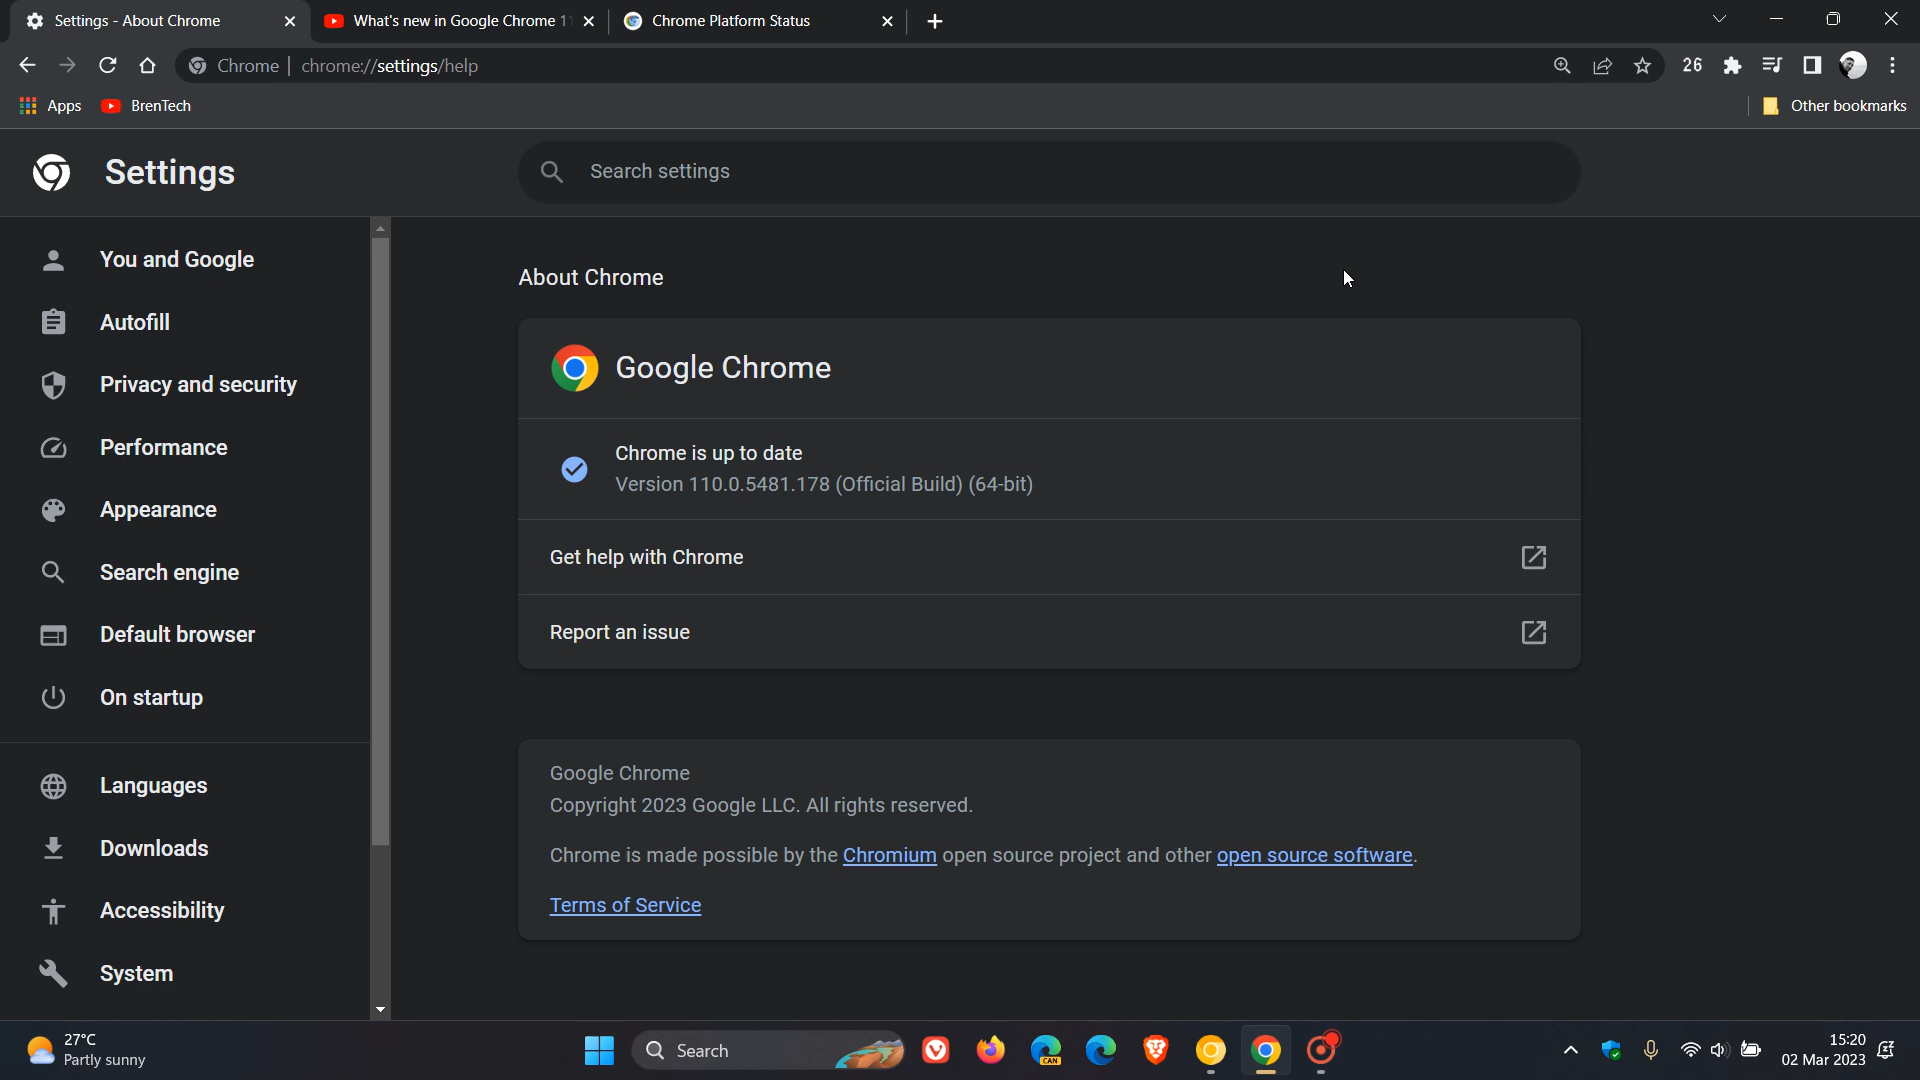 Settings - About Chrome
What's new in Google Chrome 11
Chrome Platform Status
Chrome
chrome://settings/help
26
Apps
BrenTech
Other bookmarks
Settings
Search settings
You and Google
Autofill
Privacy and security
Performance
Appearance
Search engine
Default browser
On startup
Languages
Downloads
Accessibility
System
About Chrome
Google Chrome
Chrome is up to date
Version 110.0.5481.178 (Official Build) (64-bit)
Get help with Chrome
Report an issue
Google Chrome
Copyright 2023 Google LLC. All rights reserved.
Chrome is made possible by the Chromium open source project and other open source software.
Terms of Service
27°C
Partly sunny
Search
CAN
15:20
02 Mar 2023